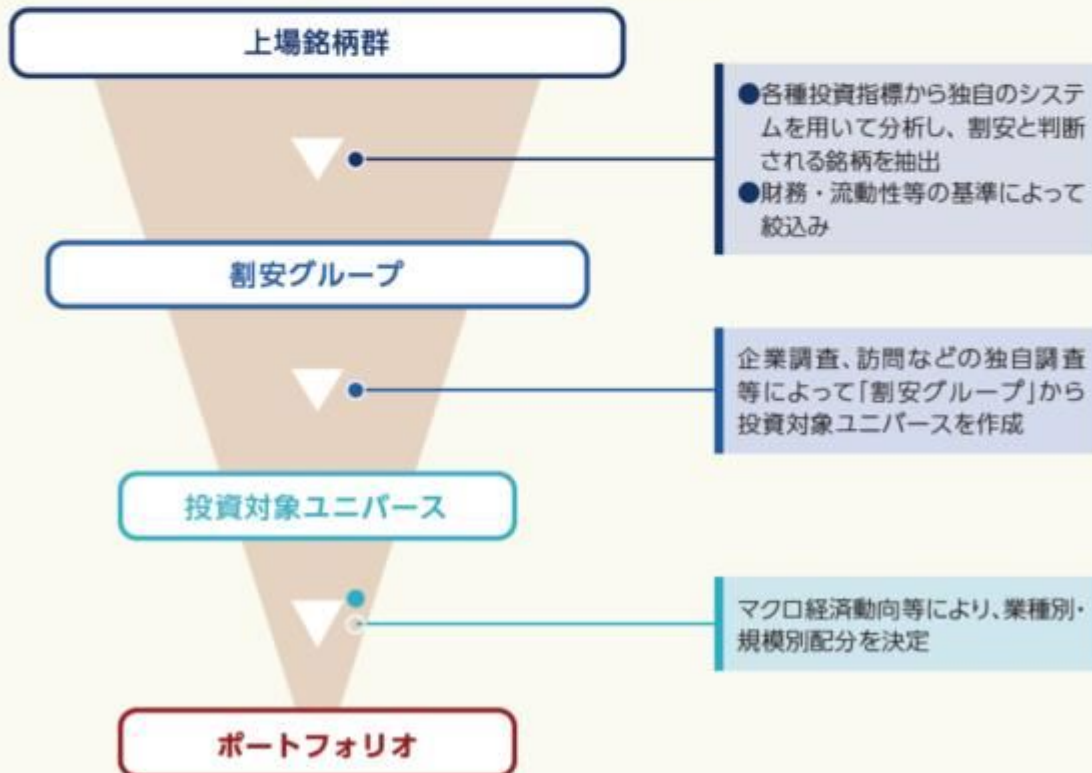 上場銘柄群
●各種投資指標から独自のシステ
ムを用いて分析し、割安と判断
される銘柄を抽出
●財務・流動性等の基準によって
絞込み
割安グループ
企業調査、訪問などの独自調査
等によって「割安グループ」から
投資対象ユニバースを作成
投資対象ユニバース
マクロ経済動向等により、業種別・
規模別配分を決定
ポートフォリオ